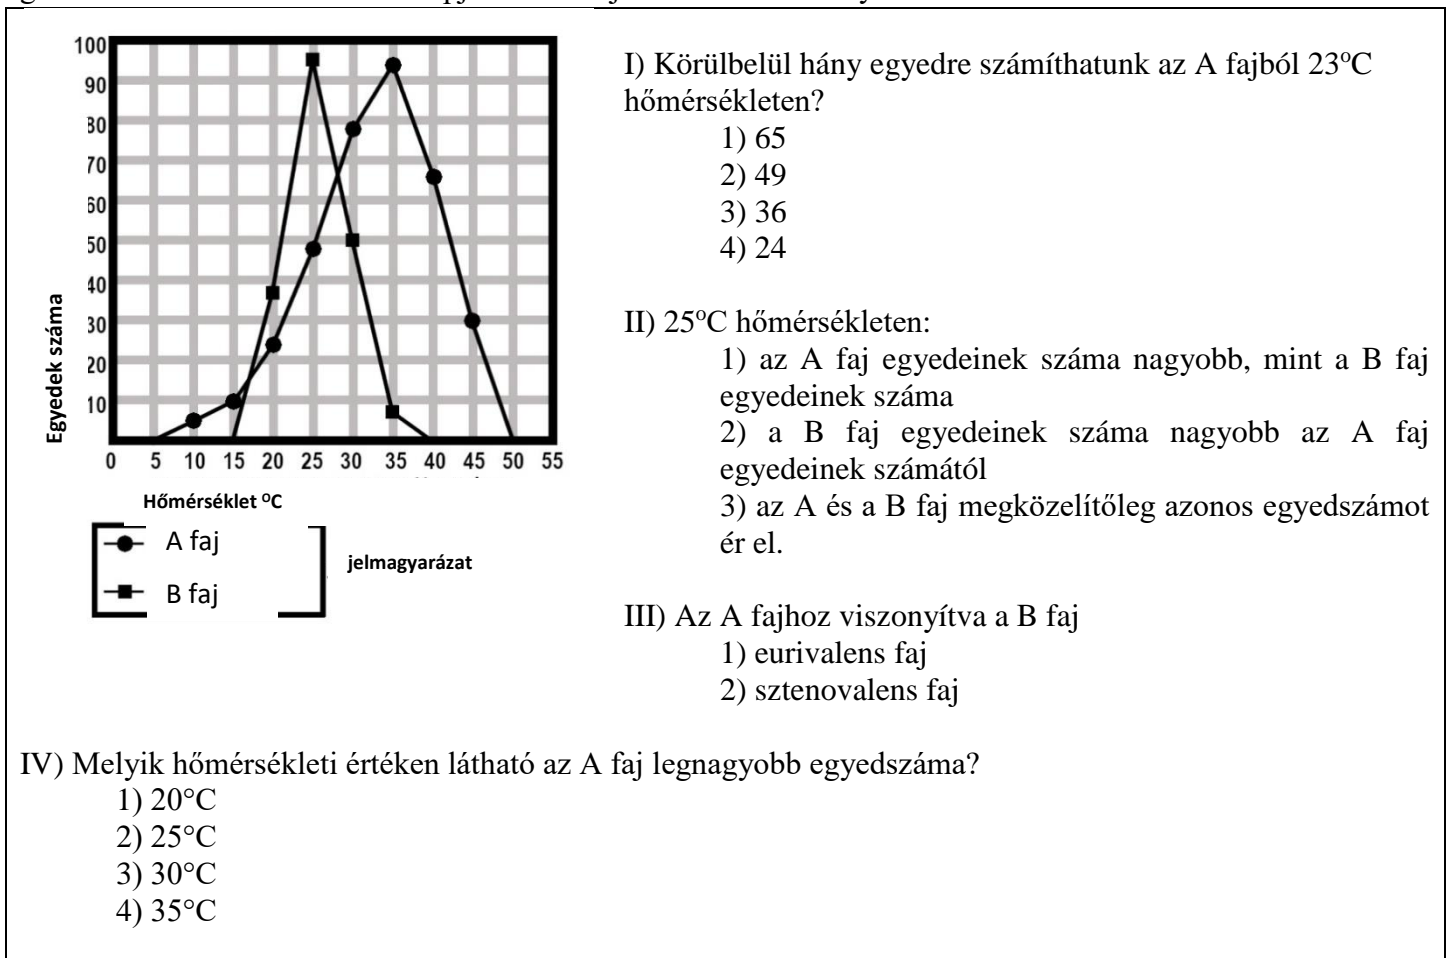 100
90
80
70
60
50
40
30
20
10
Egyedek száma
0 5 10 15 20 25 30 35 40 45 50 55
Hőmérséklet ᴼC
A faj
B faj
jelmagyarázat
I) Körülbelül hány egyedre számíthatunk az A fajból 23ºC
hőmérsékleten?
1) 65
2) 49
3) 36
4) 24
II) 25ºC hőmérsékleten:
1) az A faj egyedeinek száma nagyobb, mint a B faj
egyedeinek száma
2) a B faj egyedeinek száma nagyobb az A faj
egyedeinek számától
3) az A és a B faj megközelítőleg azonos egyedszámot
ér el.
III) Az A fajhoz viszonyítva a B faj
1) eurivalens faj
2) sztenovalens faj
IV) Melyik hőmérsékleti értéken látható az A faj legnagyobb egyedszáma?
1) 20°C
2) 25°C
3) 30°C
4) 35°C